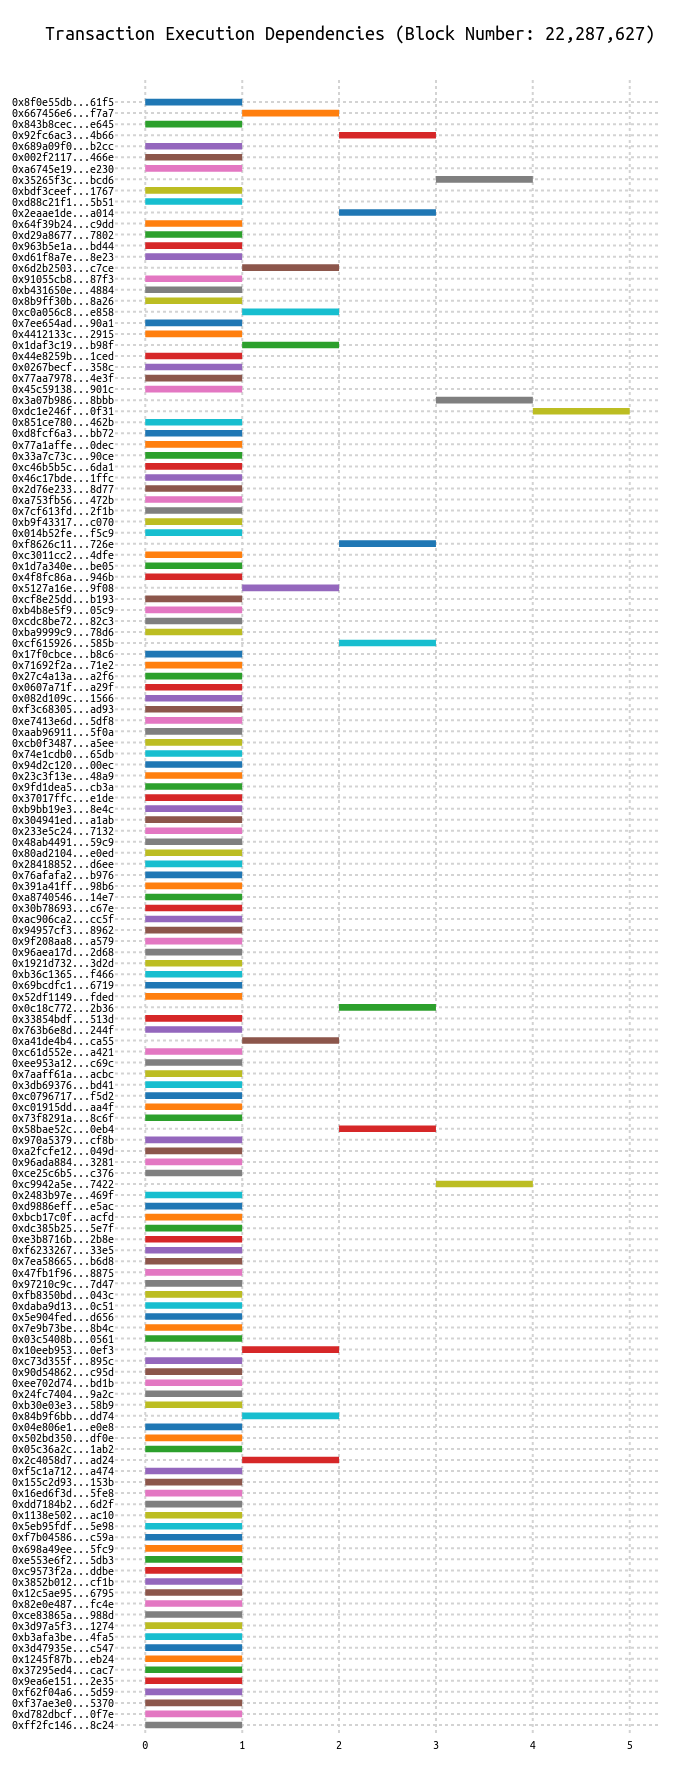 Transaction Execution Dependencies (Block Number: 22,287,627)
0x8f0e55db...61f5
0x667456e6...f7a7
0x843b8cec...e645
0x92fc6ac3...4b66
0x689a09f0...b2cc
0x002f2117...466e
0xa6745e19...e230
0x35265f3c...bcd6
0xbdf3ceef...1767
0xd88c21f1...5b51
0x2eaae1de...a014
0x64f39b24...c9dd
0xd29a8677...7802
0x963b5e1a...bd44
0xd61f8a7e...8e23
0x6d2b2503...c7ce
0x91055cb8...87f3
0xb431650e...4884
0x8b9ff30b...8a26
0xc0a056c8...e858
0x7ee654ad...90a1
0x4412133c...2915
0x1daf3c19...b98f
0x44e8259b...1ced
0x0267becf...358c
0x77aa7978...4e3f
0x45c59138...901c
0x3a07b986...8bbb
0xdc1e246f...0f31
0x851ce780...462b
0xd8fcf6a3...bb72
0x77a1affe...0dec
0x33a7c73c...90ce
0xc46b5b5c...6da1
0x46c17bde...1ffc
0x2d76e233...8d77
0xa753fb56...472b
0x7cf613fd...2f1b
0xb9f43317...c070
0x014b52fe...f5c9
0xf8626c11...726e
0xc3011cc2...4dfe
0x1d7a340e...be05
0x4f8fc86a...946b
0x5127a16e...9f08
0xcf8e25dd...b193
0xb4b8e5f9...05c9
0xcdc8be72...82c3
0xba9999c9...78d6
0xcf615926...585b
0x17f0cbce...b8c6
0x71692f2a...71e2
0x27c4a13a...a2f6
0x0607a71f...a29f
0x082d109c...1566
0xf3c68305...ad93
0xe7413e6d...5df8
0xaab96911...5f0a
0xcb0f3487...a5ee
0x74e1cdb0...65db
0x94d2c120...00ec
0x23c3f13e...48a9
0x9fd1dea5...cb3a
0x37017ffc...e1de
0xb9bb19e3...8e4c
0x304941ed...a1ab
0x233e5c24...7132
0x48ab4491...59c9
0x80ad2104...e0ed
0x28418852...d6ee
0x76afafa2...b976
0x391a41ff...98b6
0xa8740546...14e7
0x30b78693...c67e
0xac906ca2...cc5f
0x94957cf3...8962
0x9f208aa8...a579
0x96aea17d...2d68
0x1921d732...3d2d
0xb36c1365...f466
0x69bcdfc1...6719
0x52df1149...fded
0x0c18c772...2b36
0x33854bdf...513d
0x763b6e8d...244f
0xa41de4b4...ca55
0xc61d552e...a421
0xee953a12...c69c
0x7aaff61a...acbc
0x3db69376...bd41
0xc0796717...f5d2
0xc01915dd...aa4f
0x73f8291a...8c6f
0x58bae52c...0eb4
0x970a5379...cf8b
0xa2fcfe12...049d
0x96ada884...3281
0xce25c6b5...c376
0xc9942a5e...7422
0x2483b97e...469f
0xd9886eff...e5ac
0xbcb17c0f...acfd
0xdc385b25...5e7f
0xe3b8716b...2b8e
0xf6233267...33e5
0x7ea58665...b6d8
0x47fb1f96...8875
0x97210c9c...7d47
0xfb8350bd...043c
0xdaba9d13...0c51
0x5e904fed...d656
0x7e9b73be...8b4c
0x03c5408b...0561
0x10eeb953...0ef3
0xc73d355f...895c
0x90d54862...c95d
0xee702d74...bd1b
0x24fc7404...9a2c
0xb30e03e3...58b9
0x84b9f6bb...dd74
0x04e806e1...e0e8
0x502bd350...df0e
0x05c36a2c...1ab2
0x2c4058d7...ad24
0xf5c1a712...a474
0x155c2d93...153b
0x16ed6f3d...5fe8
0xdd7184b2...6d2f
0x1138e502...ac10
0x5eb95fdf...5e98
0xf7b04586...c59a
0x698a49ee...5fc9
0xe553e6f2...5db3
0xc9573f2a...ddbe
0x3852b012...cf1b
0x12c5ae95...6795
0x82e0e487...fc4e
0xce83865a...988d
0x3d97a5f3...1274
0xb3afa3be...4fa5
0x3d47935e...c547
0x1245f87b...eb24
0x37295ed4...cac7
0x9ea6e151...2e35
0xf62f04a6...5d59
0xf37ae3e0...5370
0xd782dbcf...0f7e
0xff2fc146...8c24
0 1 2 3 4 5